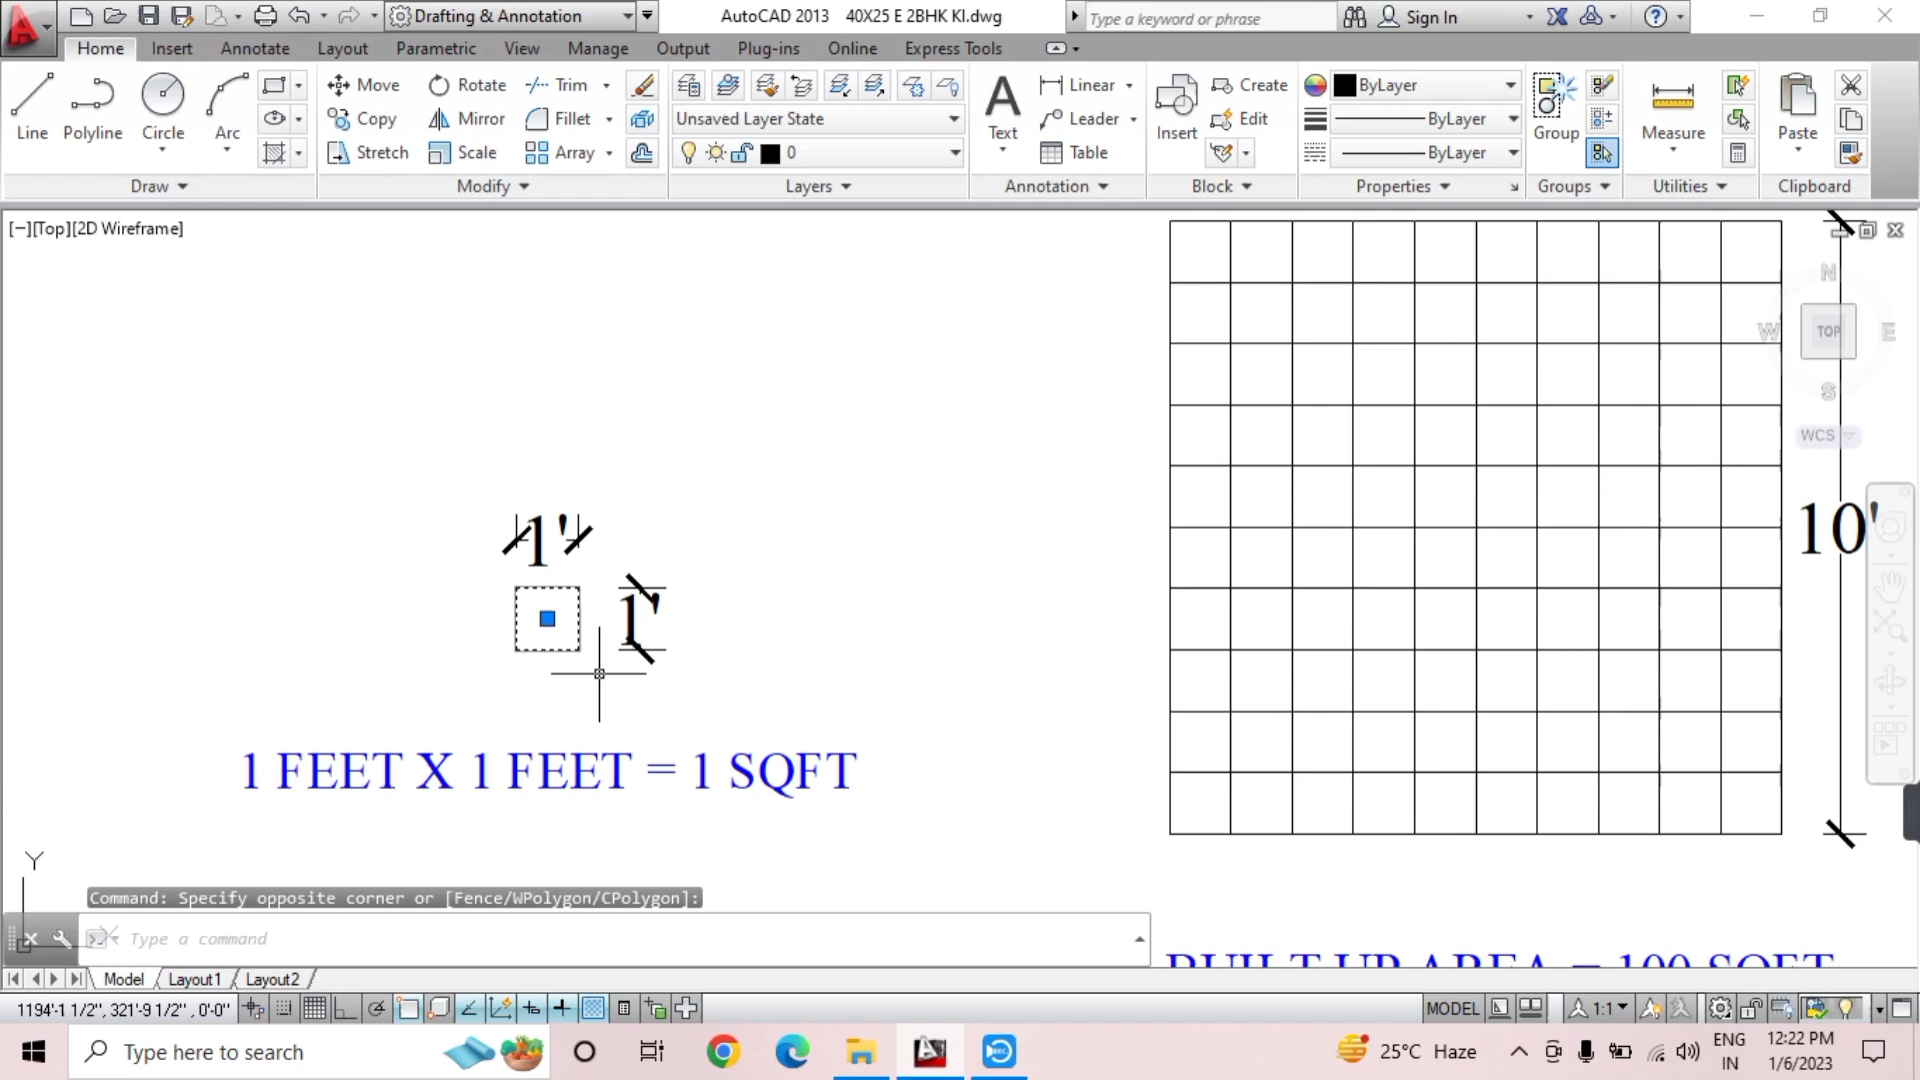 Drafting & Annotation
AutoCAD 2013 40X25 E 2BHK KI.dwg
Type a keyword or phrase
Sign In
Home Insert Annotate Layout Parametric View Manage Output Plug-ins Online Express Tools
Line Polyline Circle Arc
Move Rotate Trim
Copy Mirror Fillet
Stretch Scale Array
Unsaved Layer State
0
Text
Linear
Leader
Table
Insert
Create
Edit
ByLayer
ByLayer
ByLayer
Group
Measure
Paste
Draw Modify Layers Annotation Block Properties Groups Utilities Clipboard
[−][Top][2D Wireframe]
N
W TOP E
S
WCS
1'
1'
10'
1 FEET X 1 FEET = 1 SQFT
BUILT UP AREA = 100 SQFT
Y
Command: Specify opposite corner or [Fence/WPolygon/CPolygon]:
Type a command
Model Layout1 Layout2
1194'-1 1/2", 321'-9 1/2" , 0'-0"
MODEL
1:1
Type here to search
25°C Haze
ENG
IN
12:22 PM
1/6/2023